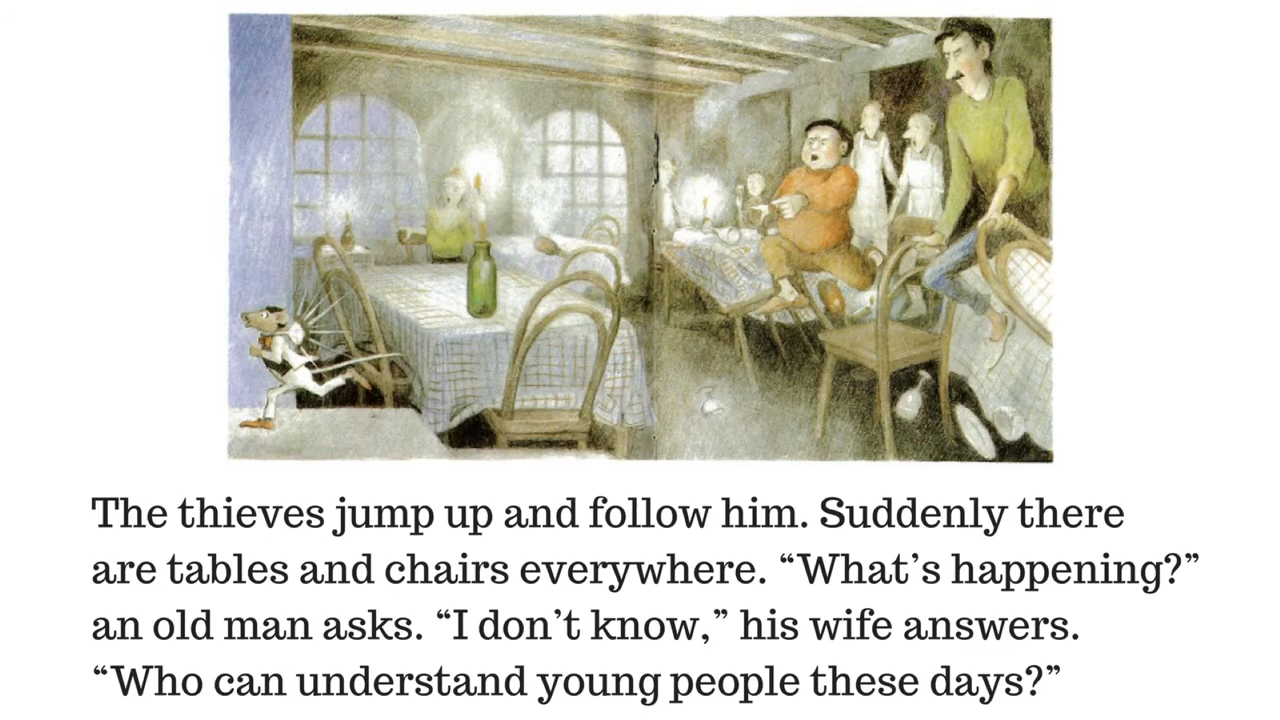 The thieves jump up and follow him. Suddenly there
are tables and chairs everywhere. “What’s happening?”
an old man asks. “I don’t know,” his wife answers.
“Who can understand young people these days?”